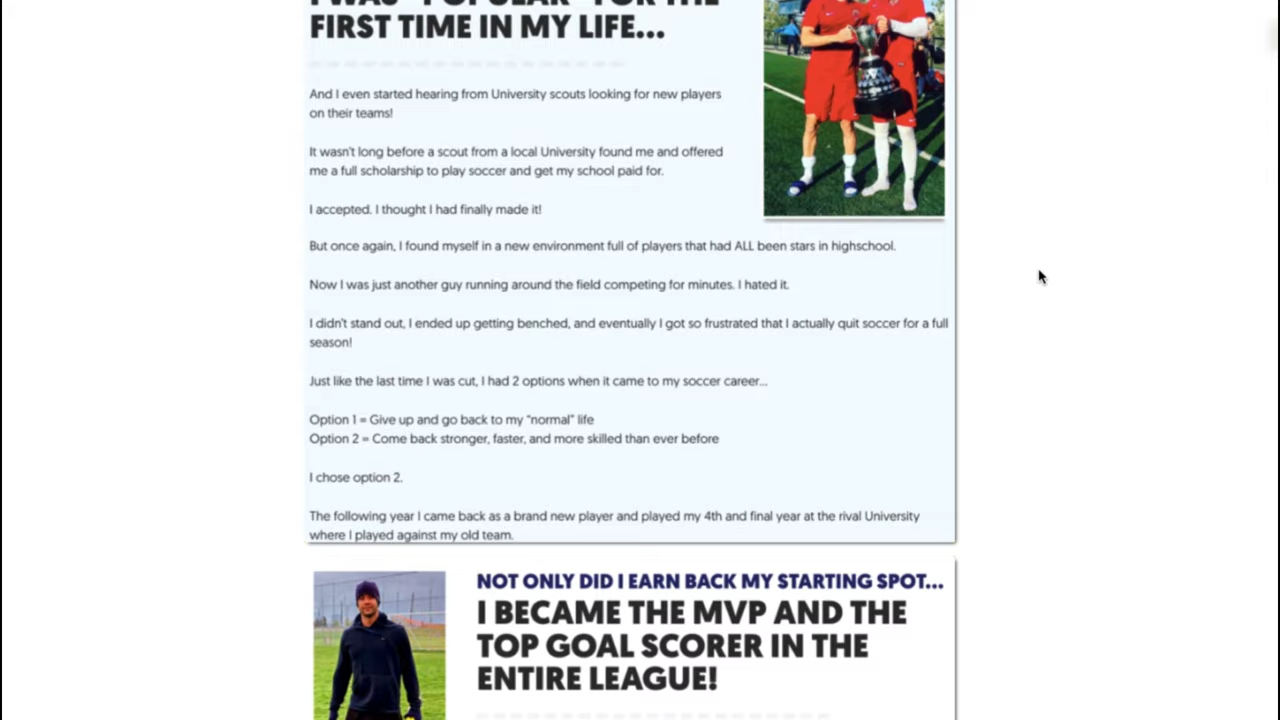 FIRST TIME IN MY LIFE...
And I even started hearing from University scouts looking for new players
on their teams!
It wasn't long before a scout from a local University found me and offered
me a full scholarship to play soccer and get my school paid for.
I accepted. I thought I had finally made it!
But once again, I found myself in a new environment full of players that had ALL been stars in highschool.
Now I was just another guy running around the field competing for minutes. I hated it.
I didn't stand out, I ended up getting benched, and eventually I got so frustrated that I actually quit soccer for a full
season!
Just like the last time I was cut, I had 2 options when it came to my soccer career...
Option 1 = Give up and go back to my "normal" life
Option 2 = Come back stronger, faster, and more skilled than ever before
I chose option 2.
The following year I came back as a brand new player and played my 4th and final year at the rival University
where I played against my old team.
NOT ONLY DID I EARN BACK MY STARTING SPOT...
I BECAME THE MVP AND THE
TOP GOAL SCORER IN THE
ENTIRE LEAGUE!